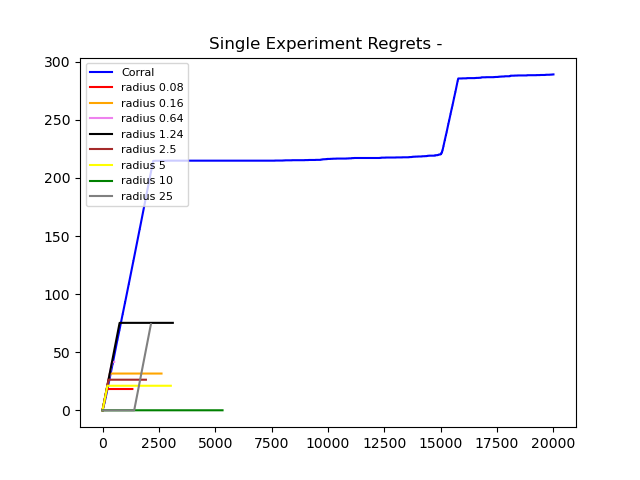 Single Experiment Regrets -
300
250
200
150
100
50
0
Corral
radius 0.08
radius 0.16
radius 0.64
radius 1.24
radius 2.5
radius 5
radius 10
radius 25
0 2500 5000 7500 10000 12500 15000 17500 20000